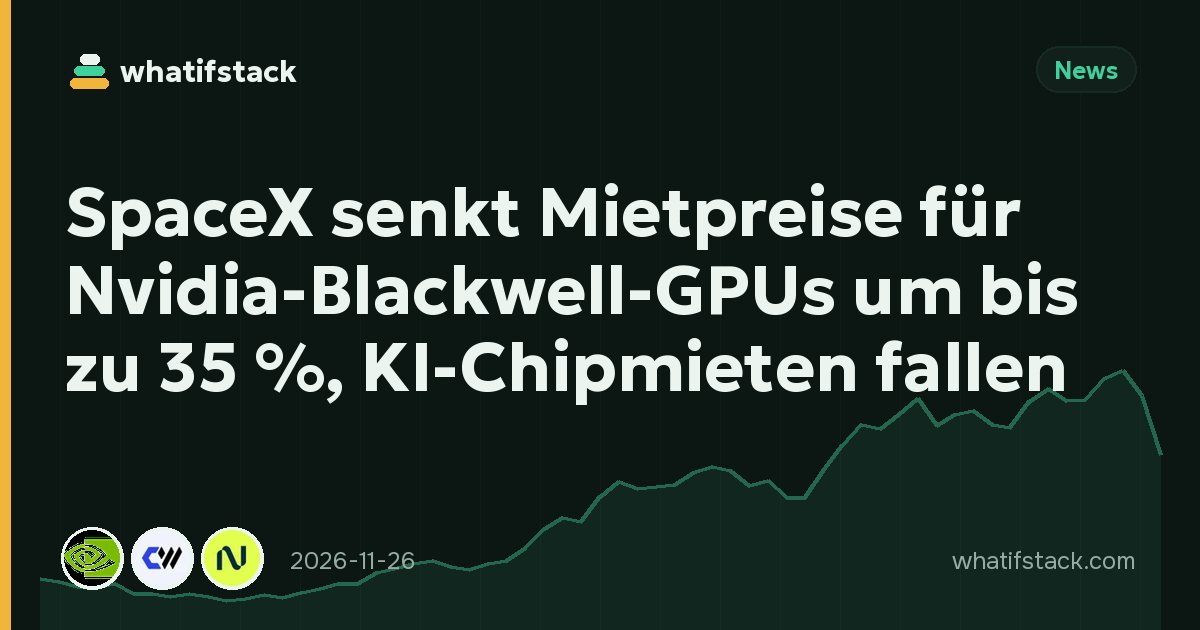 whatifstack
News
SpaceX senkt Mietpreise für
Nvidia-Blackwell-GPUs um bis
zu 35 %, KI-Chipmieten fallen
2026-11-26
whatifstack.com